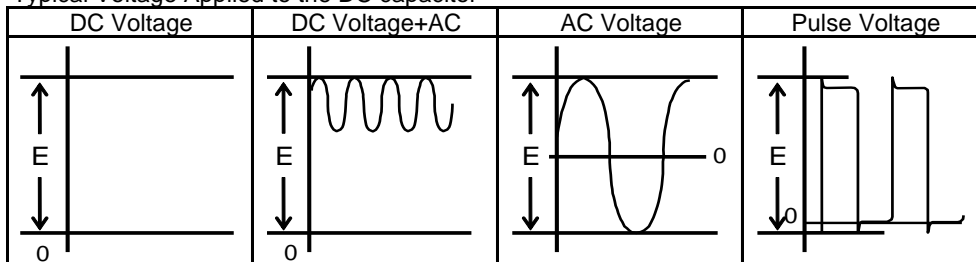 Typical Voltage Applied to the DC capacitor
DC Voltage DC Voltage+AC AC Voltage Pulse Voltage
E E E 0 E
0
0 0